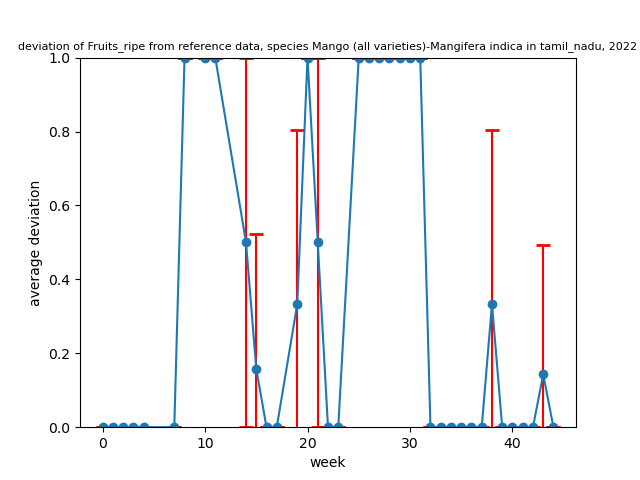 deviation of Fruits_ripe from reference data, species Mango (all varieties)-Mangifera indica in tamil_nadu, 2022
1.0
0.8
0.6
0.4
0.2
0.0
average deviation
0 10 20 30 40
week